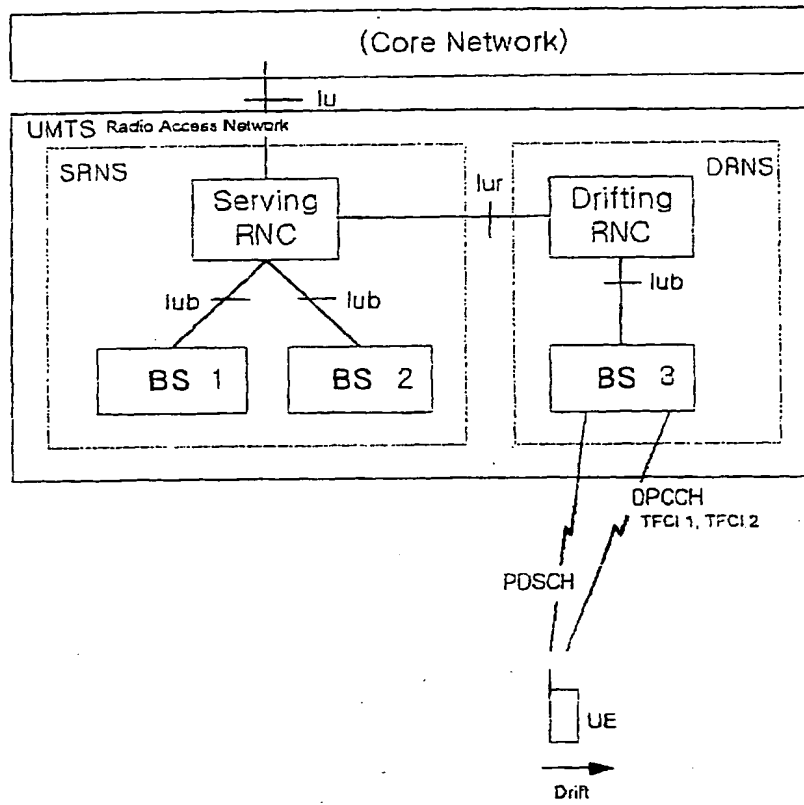 (Core Network)
Iu
UMTS Radio Access Network
SRNS
DRNS
Serving
RNC
Iur
Drifting
RNC
Iub
Iub
Iub
BS 1
BS 2
BS 3
DPCCH
TFCI 1, TFCI 2
PDSCH
UE
Drift